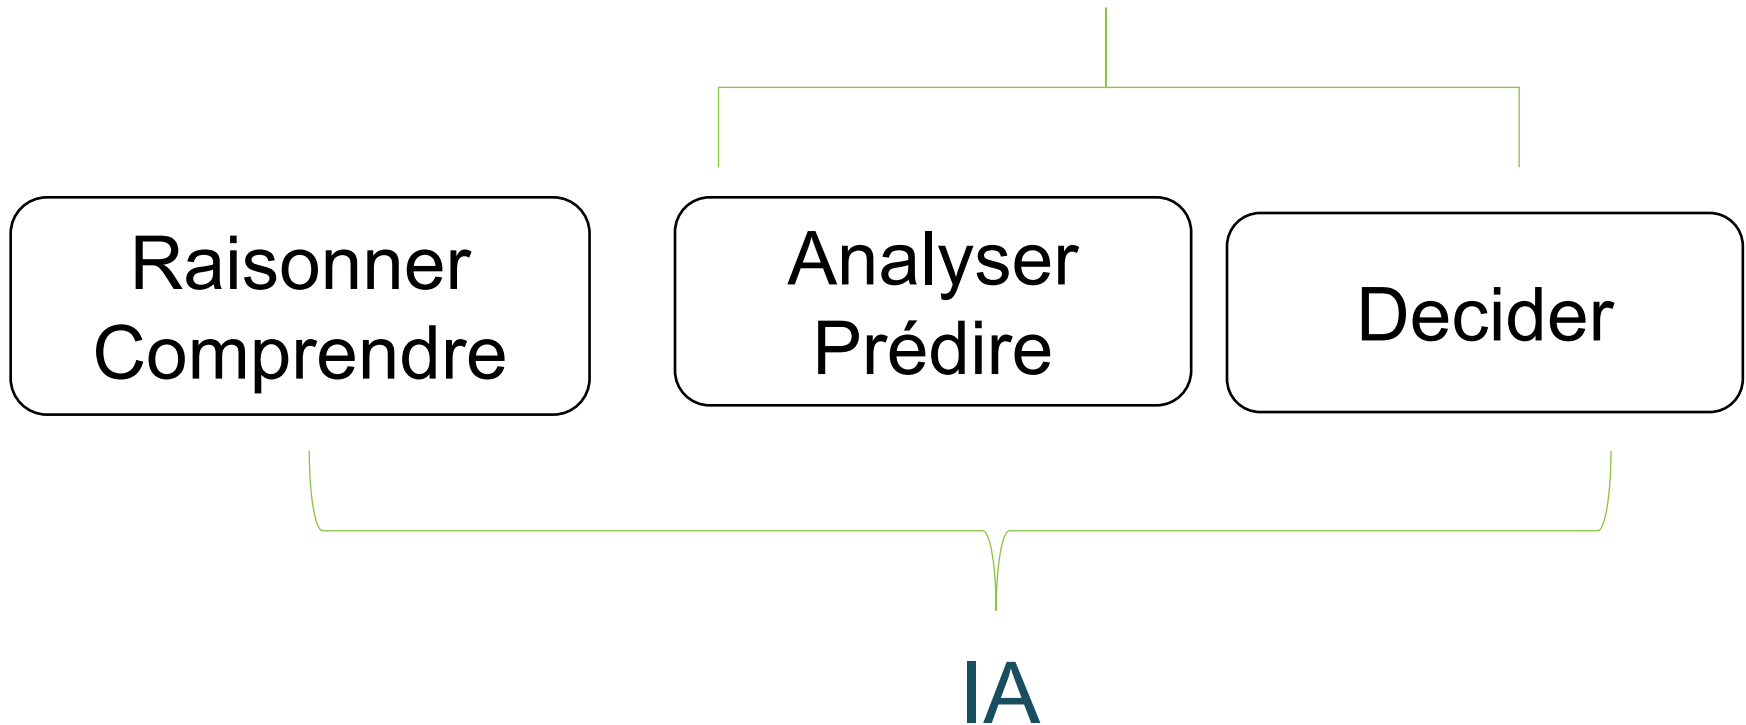 Raisonner
Comprendre
Analyser
Prédire
Decider
IA